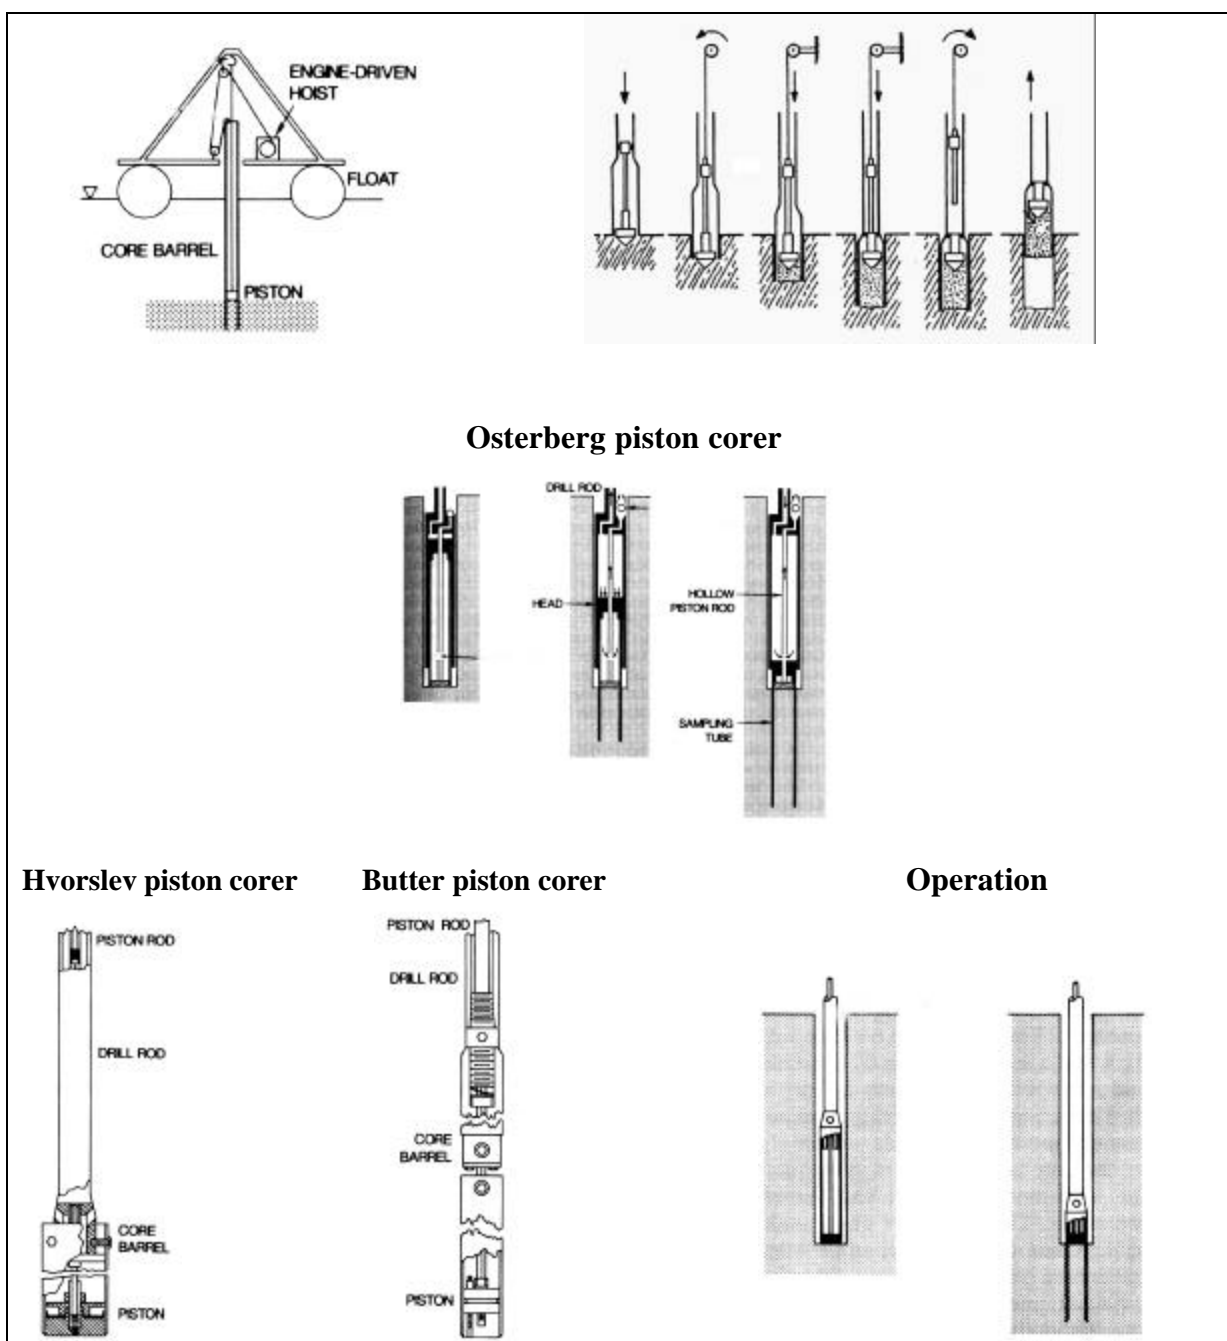 ENGINE-DRIVEN
HOIST
FLOAT
CORE BARREL
PISTON
Osterberg piston corer
DRILL ROD
HEAD
HOLLOW
PISTON ROD
SAMPLING
TUBE
Hvorslev piston corer
Butter piston corer
Operation
PISTON ROD
DRILL ROD
CORE
BARREL
PISTON
PISTON ROD
DRILL ROD
CORE
BARREL
PISTON